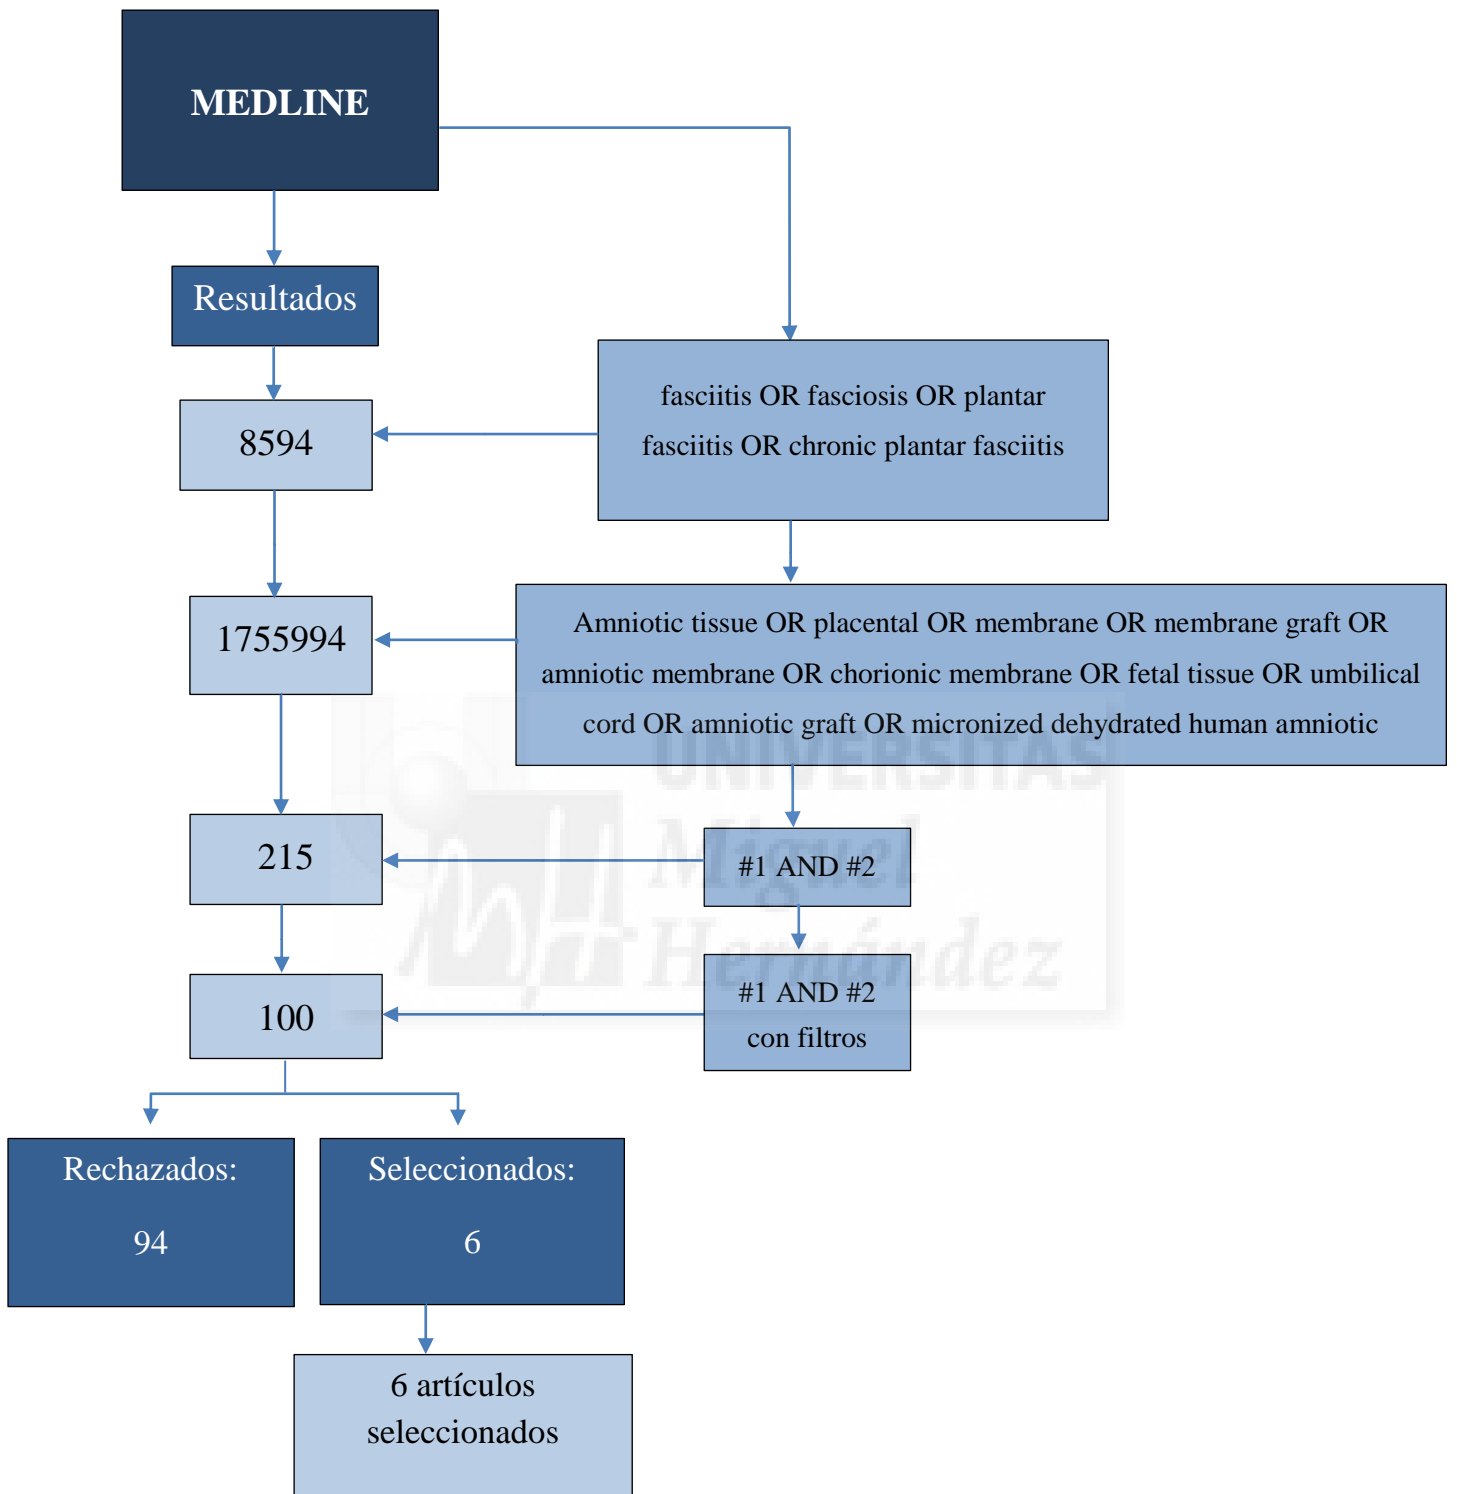 MEDLINE
Resultados
fasciitis OR fasciosis OR plantar
fasciitis OR chronic plantar fasciitis
8594
Amniotic tissue OR placental OR membrane OR membrane graft OR
amniotic membrane OR chorionic membrane OR fetal tissue OR umbilical
cord OR amniotic graft OR micronized dehydrated human amniotic
1755994
UNIVERSITAS
Miguel
Hernández
215
#1 AND #2
100
#1 AND #2
con filtros
Rechazados:
94
Seleccionados:
6
6 artículos
seleccionados